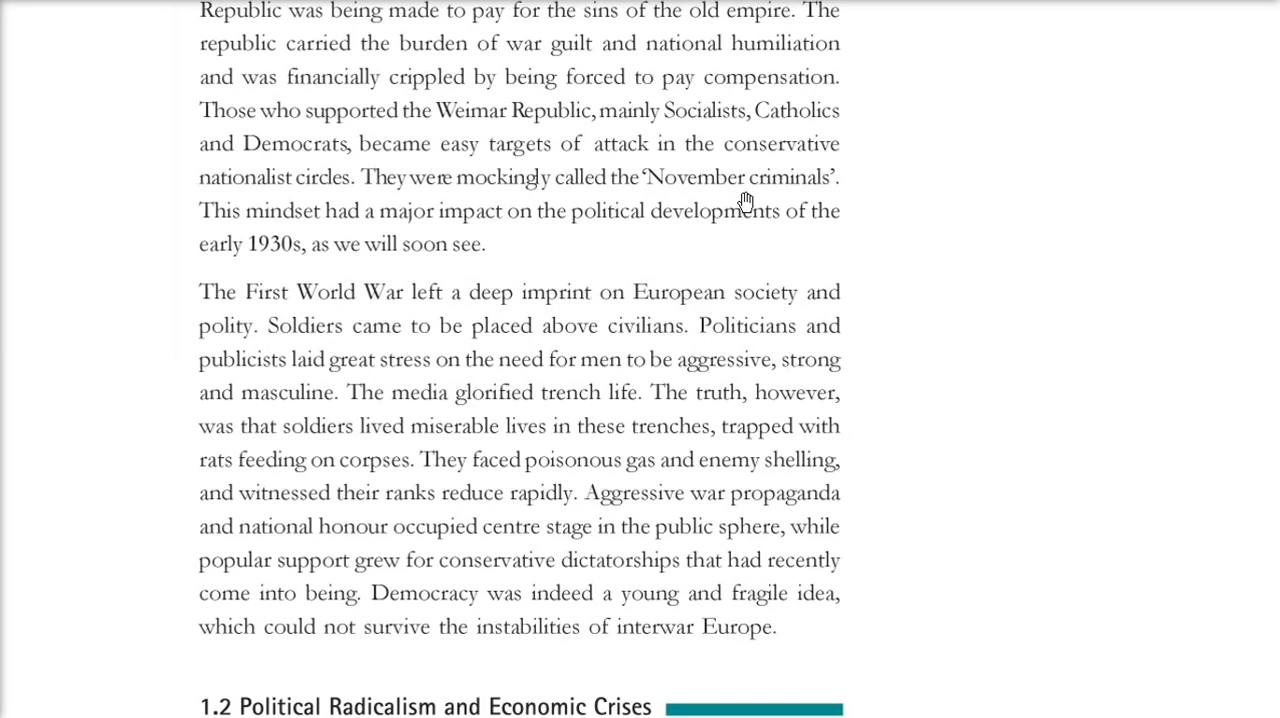 Republic was being made to pay for the sins of the old empire. The
republic carried the burden of war guilt and national humiliation
and was financially crippled by being forced to pay compensation.
Those who supported the Weimar Republic, mainly Socialists, Catholics
and Democrats, became easy targets of attack in the conservative
nationalist circles. They were mockingly called the ‘November criminals’.
This mindset had a major impact on the political developments of the
early 1930s, as we will soon see.
The First World War left a deep imprint on European society and
polity. Soldiers came to be placed above civilians. Politicians and
publicists laid great stress on the need for men to be aggressive, strong
and masculine. The media glorified trench life. The truth, however,
was that soldiers lived miserable lives in these trenches, trapped with
rats feeding on corpses. They faced poisonous gas and enemy shelling,
and witnessed their ranks reduce rapidly. Aggressive war propaganda
and national honour occupied centre stage in the public sphere, while
popular support grew for conservative dictatorships that had recently
come into being. Democracy was indeed a young and fragile idea,
which could not survive the instabilities of interwar Europe.
1.2 Political Radicalism and Economic Crises